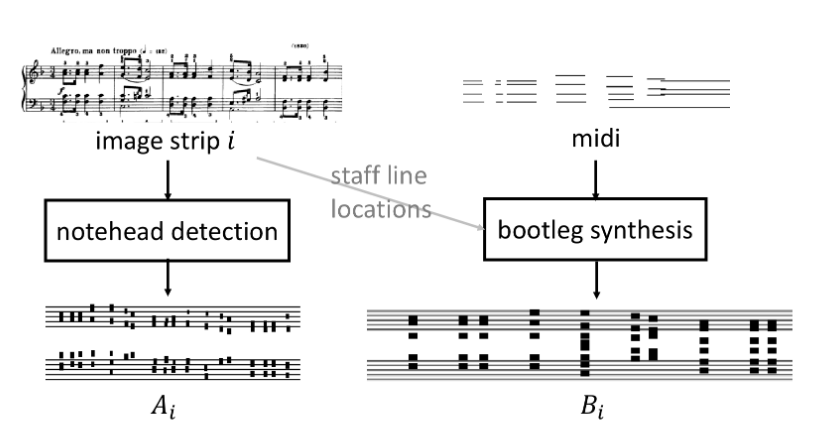 Allegro, ma non troppo
image strip i
midi
staff line
locations
notehead detection
bootleg synthesis
A_i
B_i